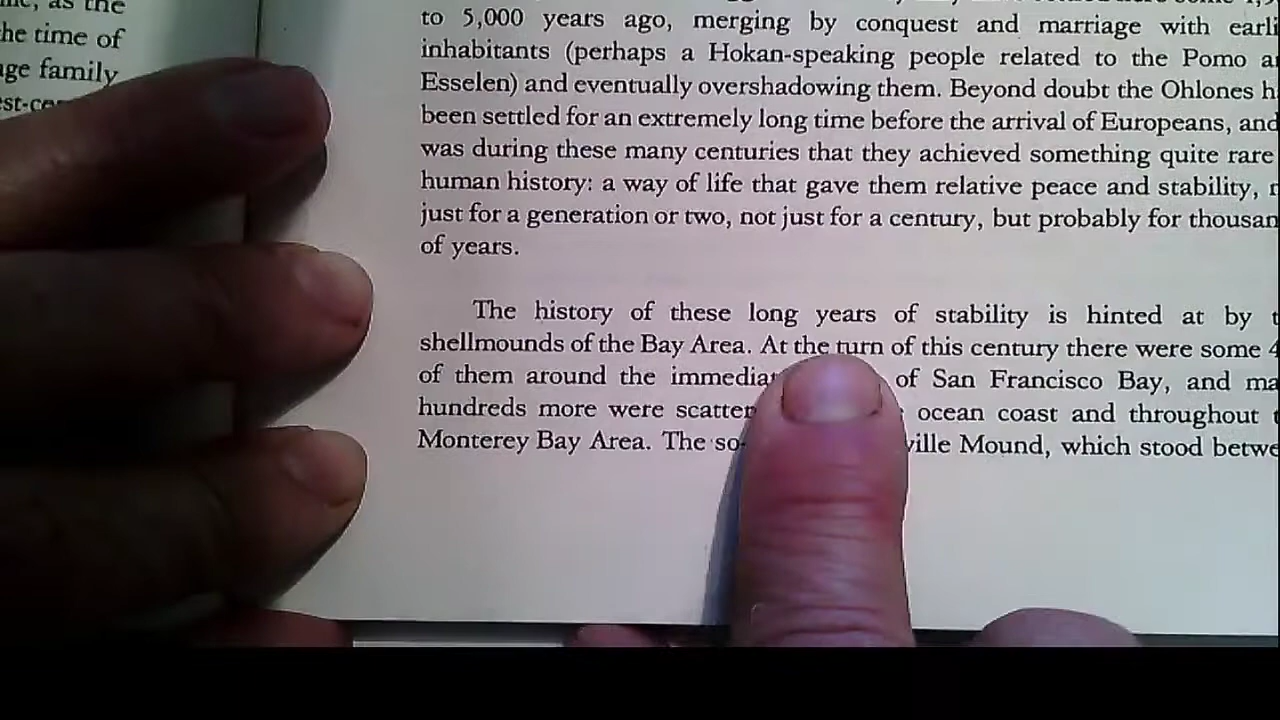 as the
the time of
family
to 5,000 years ago, merging by conquest and marriage with
inhabitants (perhaps a Hokan-speaking people related to the Pomo
Esselen) and eventually overshadowing them. Beyond doubt the Ohlones
been settled for an extremely long time before the arrival of Europeans, and
was during these many centuries that they achieved something quite rare
human history: a way of life that gave them relative peace and stability,
just for a generation or two, not just for a century, but probably for
of years.
The history of these long years of stability is hinted at by
shellmounds of the Bay Area. At the turn of this century there were some
of them around the of San Francisco Bay, and
hundreds more were ocean coast and throughout
Monterey Bay Area. The Mound, which stood